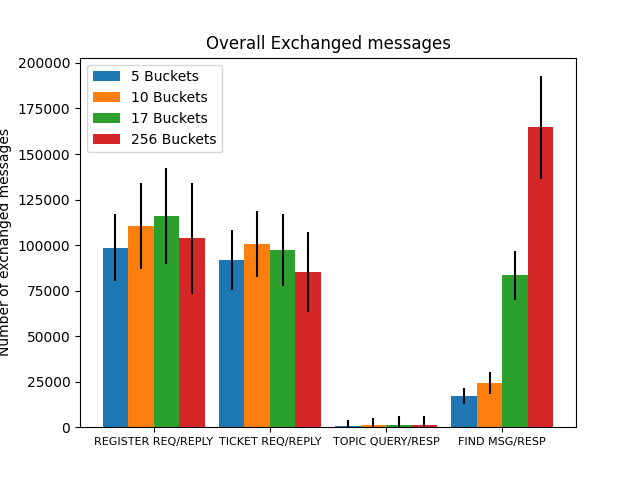 Overall Exchanged messages
200000
175000
150000
125000
100000
75000
50000
25000
0
Number of exchanged messages
5 Buckets
10 Buckets
17 Buckets
256 Buckets
REGISTER REQ/REPLY TICKET REQ/REPLY TOPIC QUERY/RESP FIND MSG/RESP